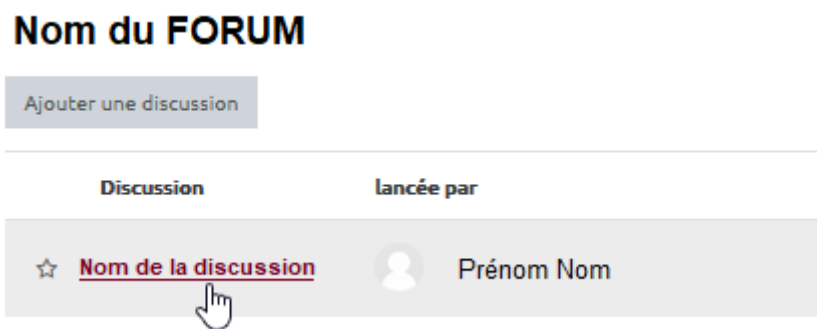 Nom du FORUM
Ajouter une discussion
Discussion lancée par
Nom de la discussion Prénom Nom